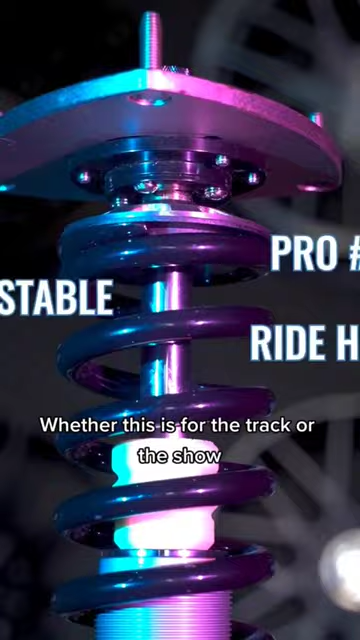 PRO #
STABLE
RIDE H
Whether this is for the track or
the show